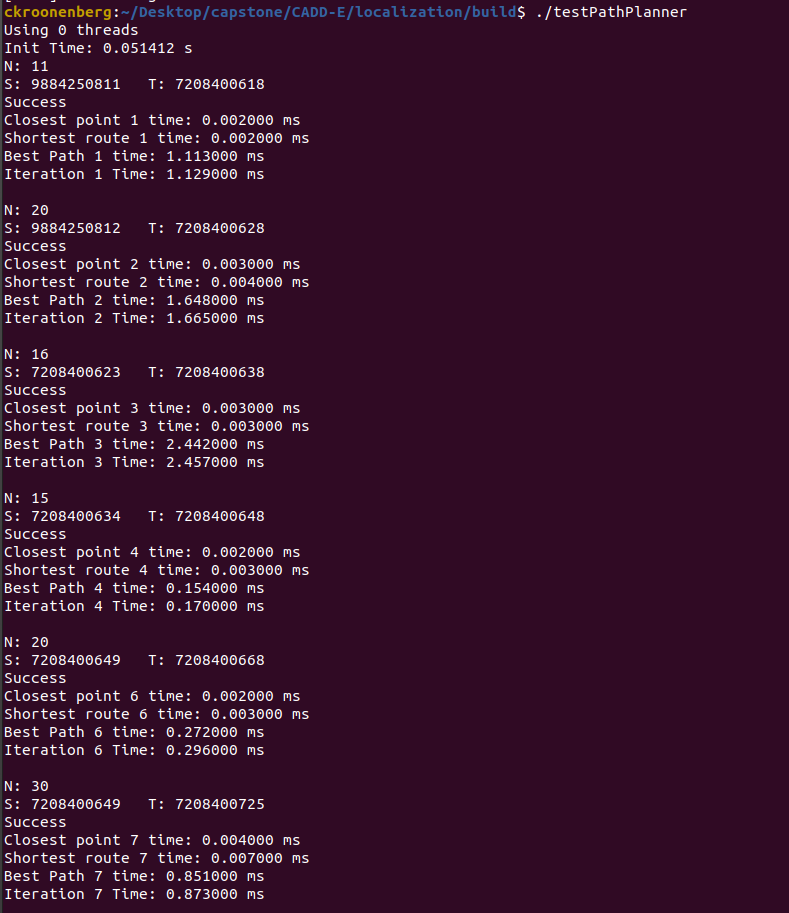 ckroonenberg:~/Desktop/capstone/CADD-E/localization/build$ ./testPathPlanner
Using 0 threads
Init Time: 0.051412 s
N: 11
S: 9884250811   T: 7208400618
Success
Closest point 1 time: 0.002000 ms
Shortest route 1 time: 0.002000 ms
Best Path 1 time: 1.113000 ms
Iteration 1 Time: 1.129000 ms

N: 20
S: 9884250812   T: 7208400628
Success
Closest point 2 time: 0.003000 ms
Shortest route 2 time: 0.004000 ms
Best Path 2 time: 1.648000 ms
Iteration 2 Time: 1.665000 ms

N: 16
S: 7208400623   T: 7208400638
Success
Closest point 3 time: 0.003000 ms
Shortest route 3 time: 0.003000 ms
Best Path 3 time: 2.442000 ms
Iteration 3 Time: 2.457000 ms

N: 15
S: 7208400634   T: 7208400648
Success
Closest point 4 time: 0.002000 ms
Shortest route 4 time: 0.003000 ms
Best Path 4 time: 0.154000 ms
Iteration 4 Time: 0.170000 ms

N: 20
S: 7208400649   T: 7208400668
Success
Closest point 6 time: 0.002000 ms
Shortest route 6 time: 0.003000 ms
Best Path 6 time: 0.272000 ms
Iteration 6 Time: 0.296000 ms

N: 30
S: 7208400649   T: 7208400725
Success
Closest point 7 time: 0.004000 ms
Shortest route 7 time: 0.007000 ms
Best Path 7 time: 0.851000 ms
Iteration 7 Time: 0.873000 ms